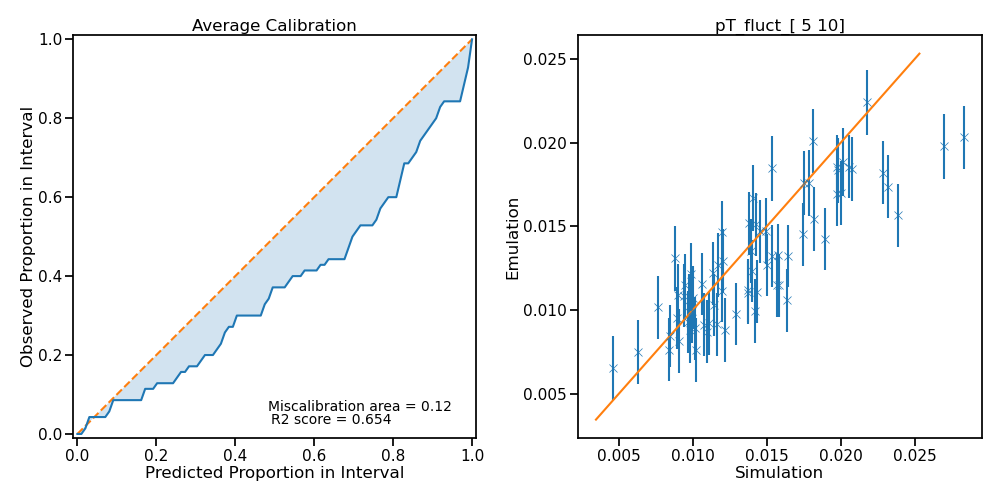 Average Calibration
1.0
0.8
0.6
0.4
0.2
0.0
Observed Proportion in Interval
Miscalibration area = 0.12
R2 score = 0.654
0.0 0.2 0.4 0.6 0.8 1.0
Predicted Proportion in Interval
pT fluct [ 5 10]
0.025
0.020
0.015
0.010
0.005
Emulation
0.005 0.010 0.015 0.020 0.025
Simulation